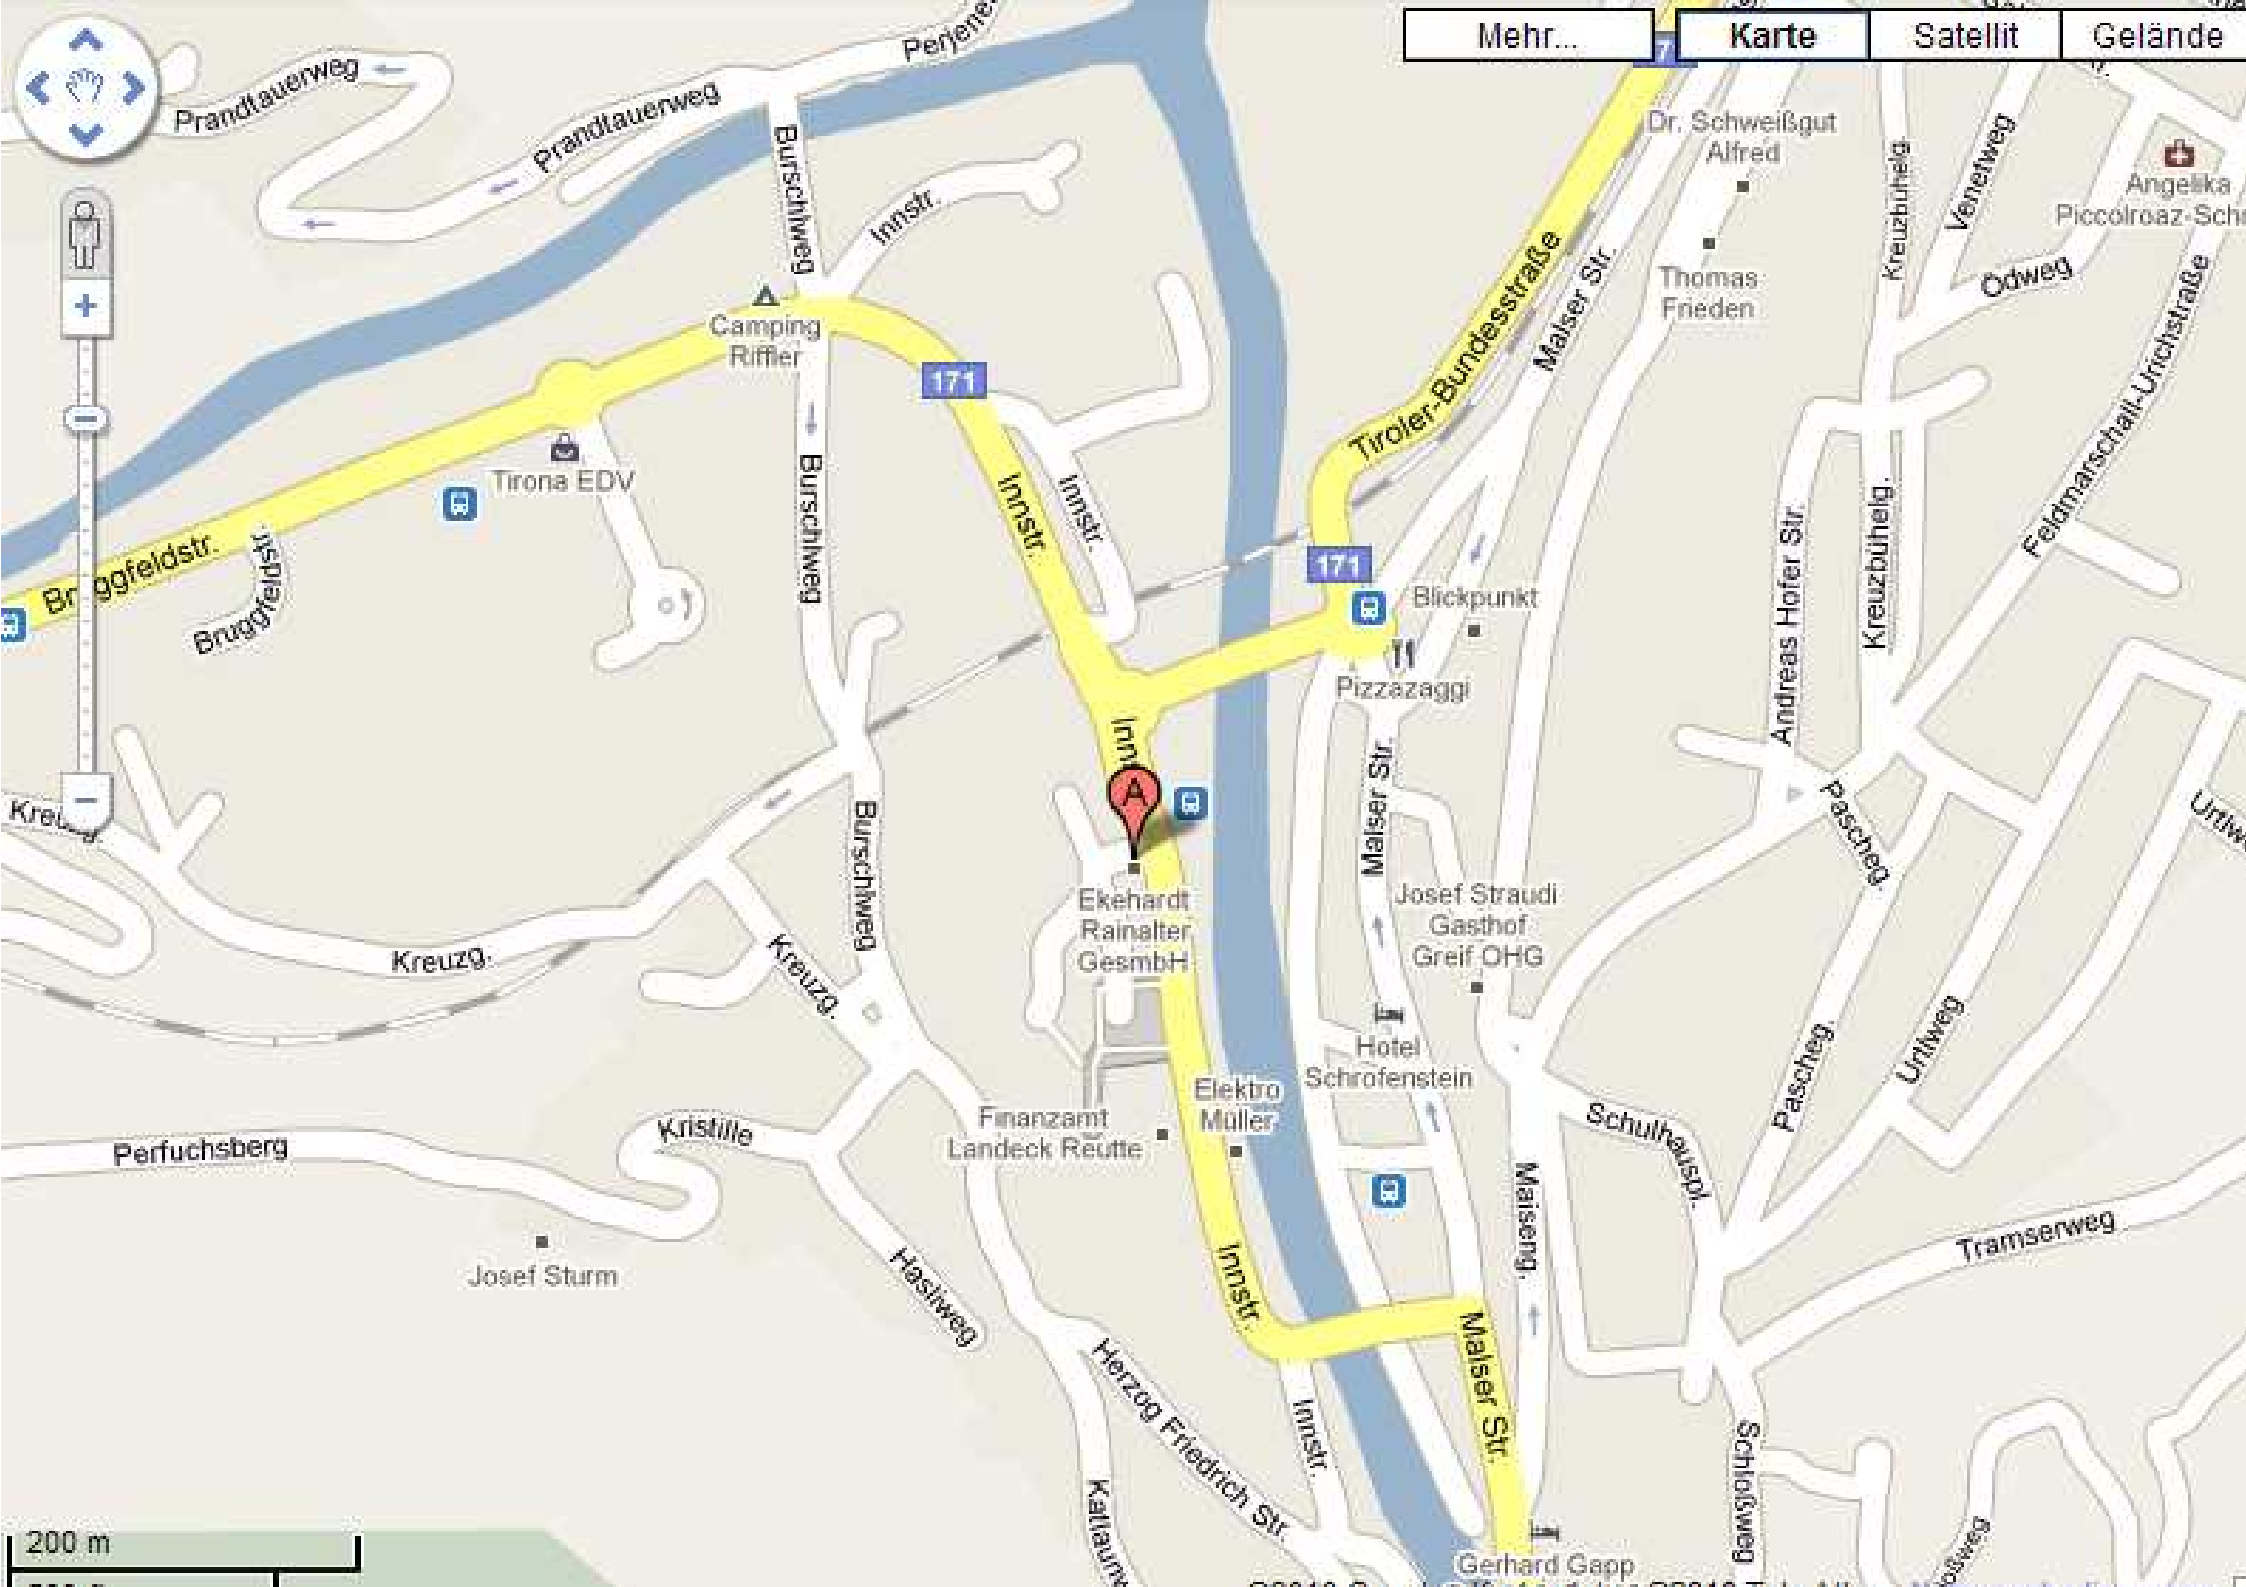 Mehr...
Karte
Satellit
Gelände
Prandtauerweg
Prandtauerweg
Burschlweg
Innstr.
Dr. Schweißgut
Alfred
Kreuzbühelg.
Venetweg
Angelika
Thomas
Frieden
Ödweg
Camping
Riffler
171
Tiroler-Bundesstraße
Malser Str.
Feldmarschall-Urichstraße
Tirona EDV
Burschlweg
Innstr.
Innstr.
Bruggfeldstr.
Bruggfeldstr.
171
Blickpunkt
Pizzazaggi
Andreas Hofer Str.
Kreuzbühelg.
Malser Str.
Pascheg.
Kreuzg.
Burschlweg
A
Ekehardt
Rainalter
GesmbH
Josef Straudi
Gasthof
Greif OHG
Kreuzg.
Kreuzg.
Hotel
Schrofenstein
Elektro
Müller
Finanzamt
Landeck Reutte
Perfuchsberg
Kristille
Schulhauspl.
Pascheg.
Urtlweg
Josef Sturm
Hasliweg
Innstr.
Maiseng.
Tramserweg
Malser Str.
Herzog Friedrich Str.
Innstr.
Schloßweg
Gerhard Gapp
200 m